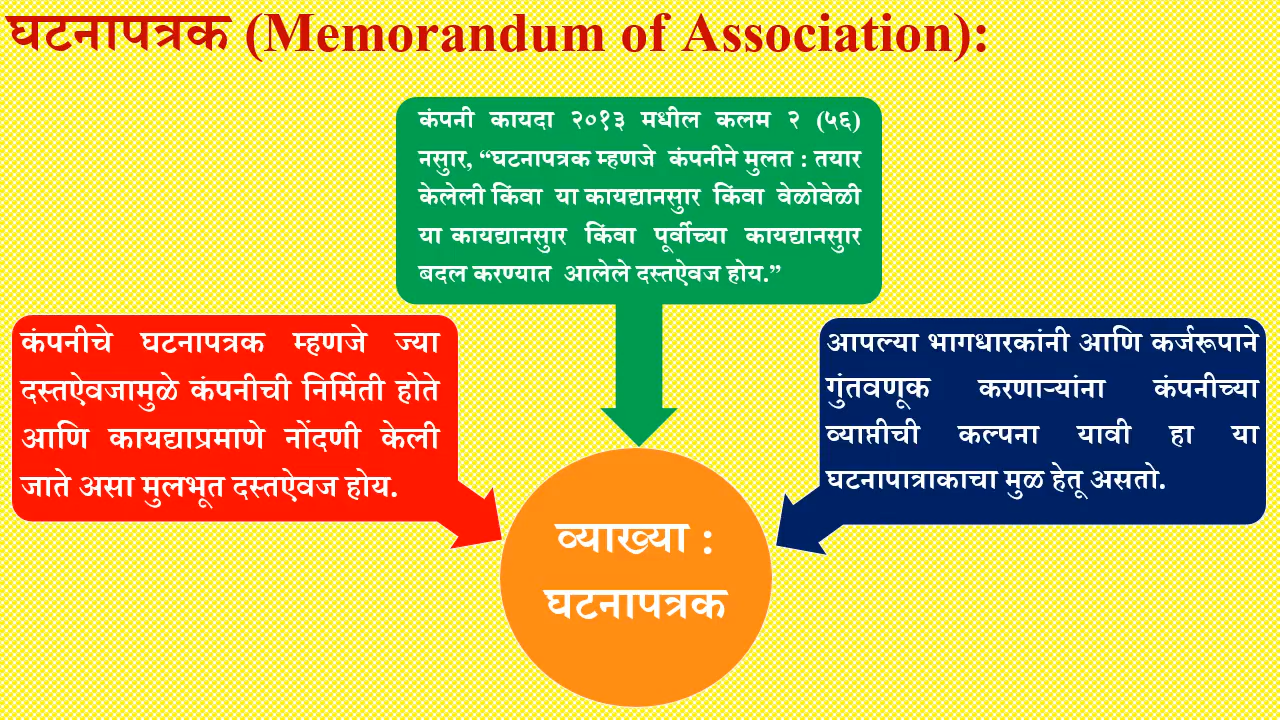 घटनापत्रक (Memorandum of Association):
कंपनी कायदा २०१३ मधील कलम २ (५६)
नसुार, “घटनापत्रक म्हणजे कंपनीने मुलत : तयार
केलेली किंवा या कायद्यानसुार किंवा वेळोवेळी
या कायद्यानसुार किंवा पूर्वीच्या कायद्यानसुार
बदल करण्यात आलेले दस्तऐवज होय.”
कंपनीचे घटनापत्रक म्हणजे ज्या
दस्तऐवजामुळे कंपनीची निर्मिती होते
आणि कायद्याप्रमाणे नोंदणी केली
जाते असा मुलभूत दस्तऐवज होय.
आपल्या भागधारकांनी आणि कर्जरूपाने
गुंतवणूक करणाऱ्यांना कंपनीच्या
व्याप्तीची कल्पना यावी हा या
घटनापात्राकाचा मुळ हेतू असतो.
व्याख्या :
घटनापत्रक